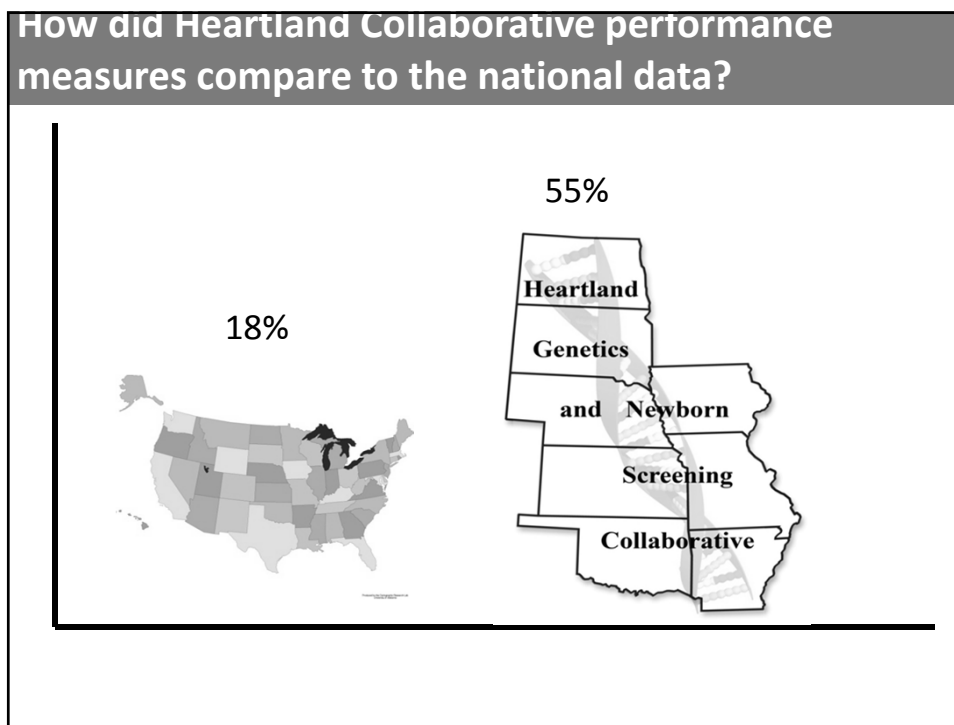 How did Heartland Collaborative performance
measures compare to the national data?
55%
18%
Heartland
Genetics
and Newborn
Screening
Collaborative